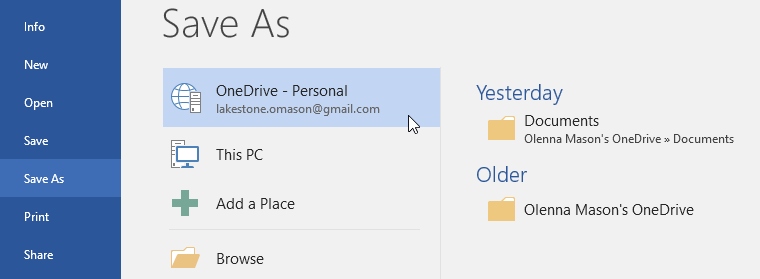 Info
New
Open
Save
Save As
Print
Share
Save As
OneDrive - Personal
lakestone.omason@gmail.com
This PC
Add a Place
Browse
Yesterday
Documents
Olenna Mason's OneDrive » Documents
Older
Olenna Mason's OneDrive